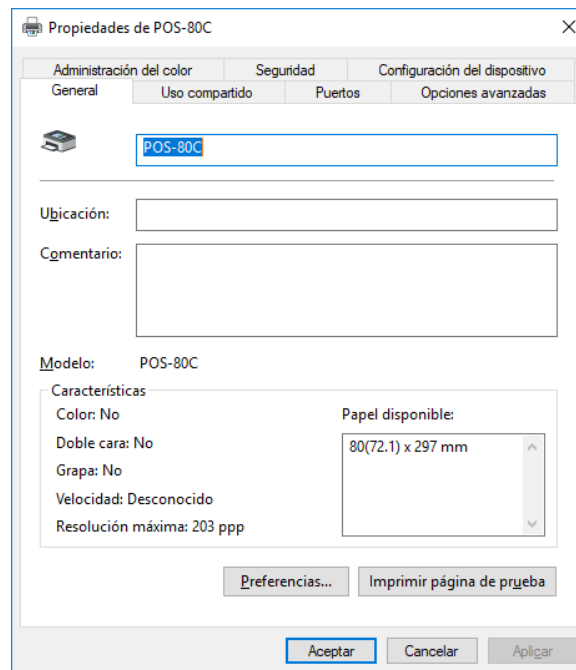 Propiedades de POS-80C
Administración del color Seguridad Configuración del dispositivo
General Uso compartido Puertos Opciones avanzadas
POS-80C
Ubicación:
Comentario:
Modelo: POS-80C
Características
Color: No
Papel disponible:
Doble cara: No
80(72.1) x 297 mm
Grapa: No
Velocidad: Desconocido
Resolución máxima: 203 ppp
Preferencias... Imprimir página de prueba
Aceptar Cancelar Aplicar